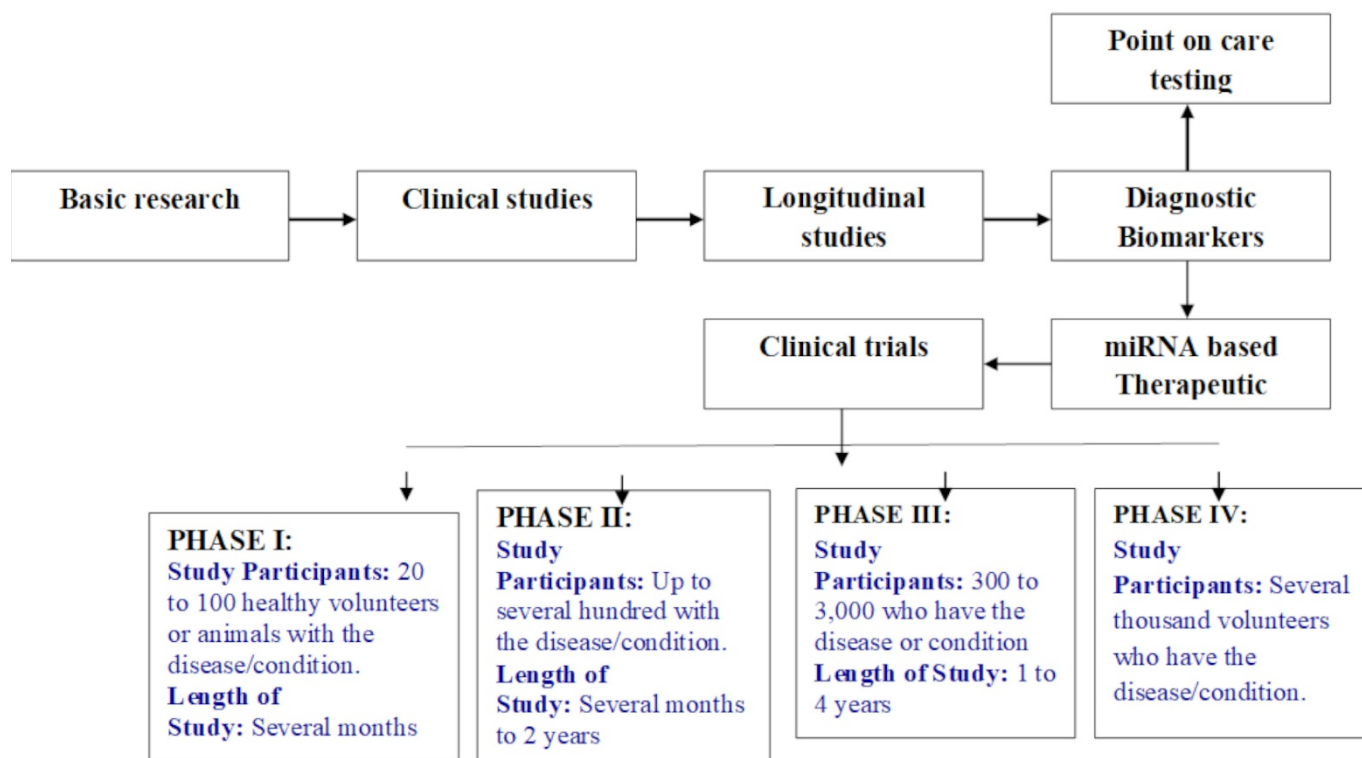 Point on care
testing
Basic research
Clinical studies
Longitudinal
studies
Diagnostic
Biomarkers
Clinical trials
miRNA based
Therapeutic
PHASE I:
Study Participants: 20
to 100 healthy volunteers
or animals with the
disease/condition.
Length of
Study: Several months
PHASE II:
Study
Participants: Up to
several hundred with
the disease/condition.
Length of
Study: Several months
to 2 years
PHASE III:
Study
Participants: 300 to
3,000 who have the
disease or condition
Length of Study: 1 to
4 years
PHASE IV:
Study
Participants: Several
thousand volunteers
who have the
disease/condition.